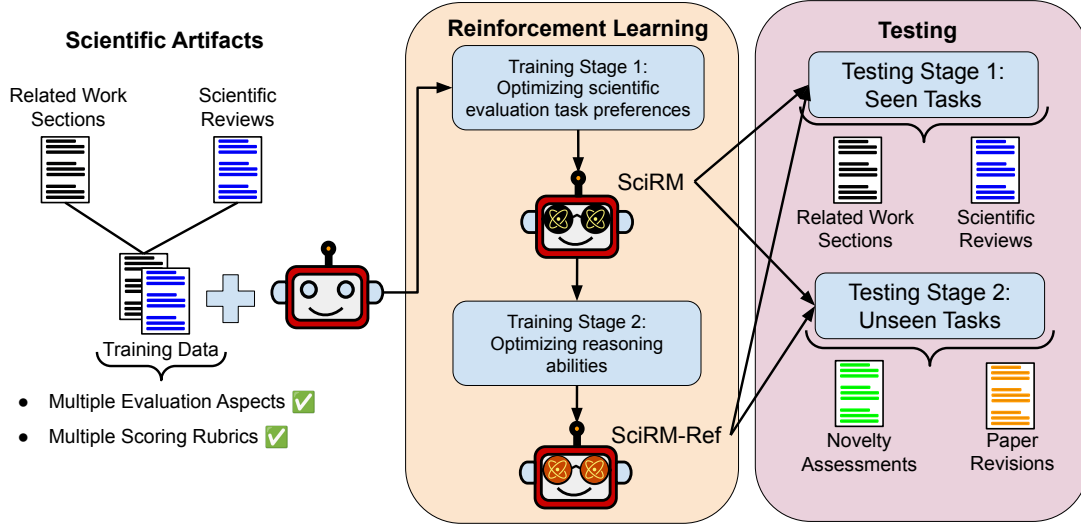 Scientific Artifacts
Related Work
Sections
Scientific
Reviews
Training Data
● Multiple Evaluation Aspects ✅
● Multiple Scoring Rubrics ✅
Reinforcement Learning
Training Stage 1:
Optimizing scientific
evaluation task preferences
SciRM
Training Stage 2:
Optimizing reasoning
abilities
SciRM-Ref
Testing
Testing Stage 1:
Seen Tasks
Related Work
Sections
Scientific
Reviews
Testing Stage 2:
Unseen Tasks
Novelty
Assessments
Paper
Revisions